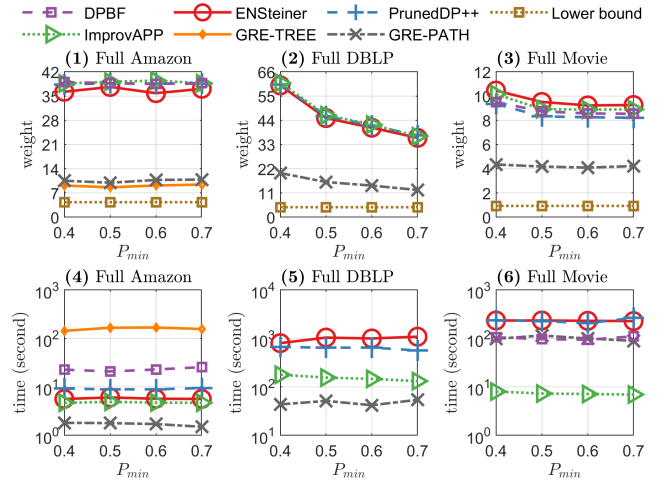 DPBF ENSteiner PrunedDP++ Lower bound
ImprovAPP GRE-TREE GRE-PATH
(1) Full Amazon (2) Full DBLP (3) Full Movie
weight 42 35 28 21 14 7 0
0.4 0.5 0.6 0.7
P_min
weight 66 55 44 33 22 11 0
0.4 0.5 0.6 0.7
P_min
weight 12 10 8 6 4 2 0
0.4 0.5 0.6 0.7
P_min
(4) Full Amazon (5) Full DBLP (6) Full Movie
time (second) 10^3 10^2 10^1 10^0
0.4 0.5 0.6 0.7
P_min
time (second) 10^4 10^3 10^2 10^1
0.4 0.5 0.6 0.7
P_min
time (second) 10^3 10^2 10^1 10^0
0.4 0.5 0.6 0.7
P_min